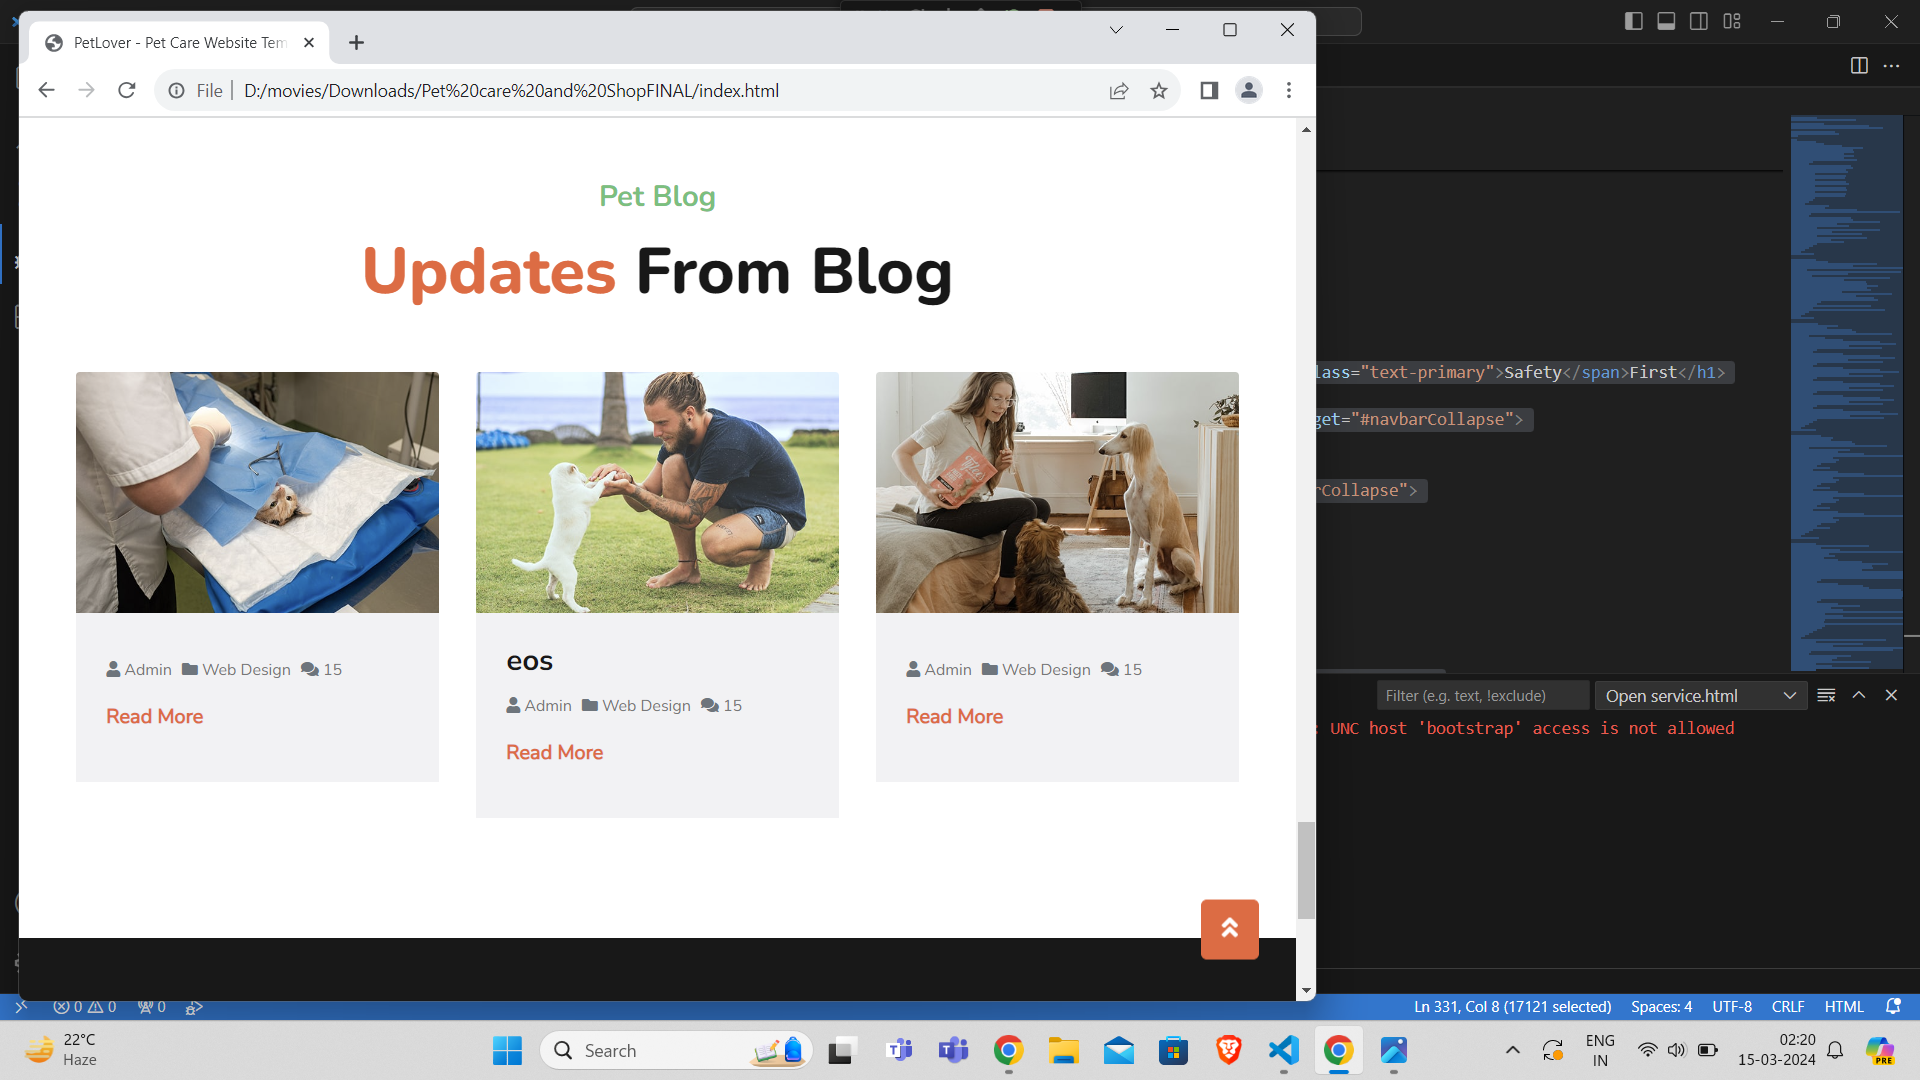 PetLover - Pet Care Website Tem
File
D:/movies/Downloads/Pet%20care%20and%20ShopFINAL/index.html
Pet Blog
Updates From Blog
Admin Web Design 15
Read More
eos
Admin Web Design 15
Read More
Admin Web Design 15
Read More
lass="text-primary">Safety</span>First</h1>
get="#navbarCollapse">
rCollapse">
Filter (e.g. text, !exclude)
Open service.html
: UNC host 'bootstrap' access is not allowed
0 0 0
Ln 331, Col 8 (17121 selected) Spaces: 4 UTF-8 CRLF HTML
22°C
Haze
Search
ENG
IN
02:20
15-03-2024
PRE